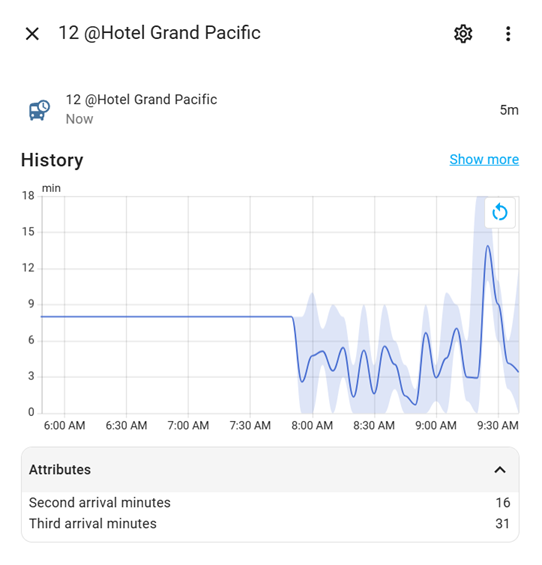 12 @Hotel Grand Pacific
12 @Hotel Grand Pacific
Now
5m
History
Show more
min
18
15
12
9
6
3
0
6:00 AM 6:30 AM 7:00 AM 7:30 AM 8:00 AM 8:30 AM 9:00 AM 9:30 AM
Attributes
Second arrival minutes 16
Third arrival minutes 31